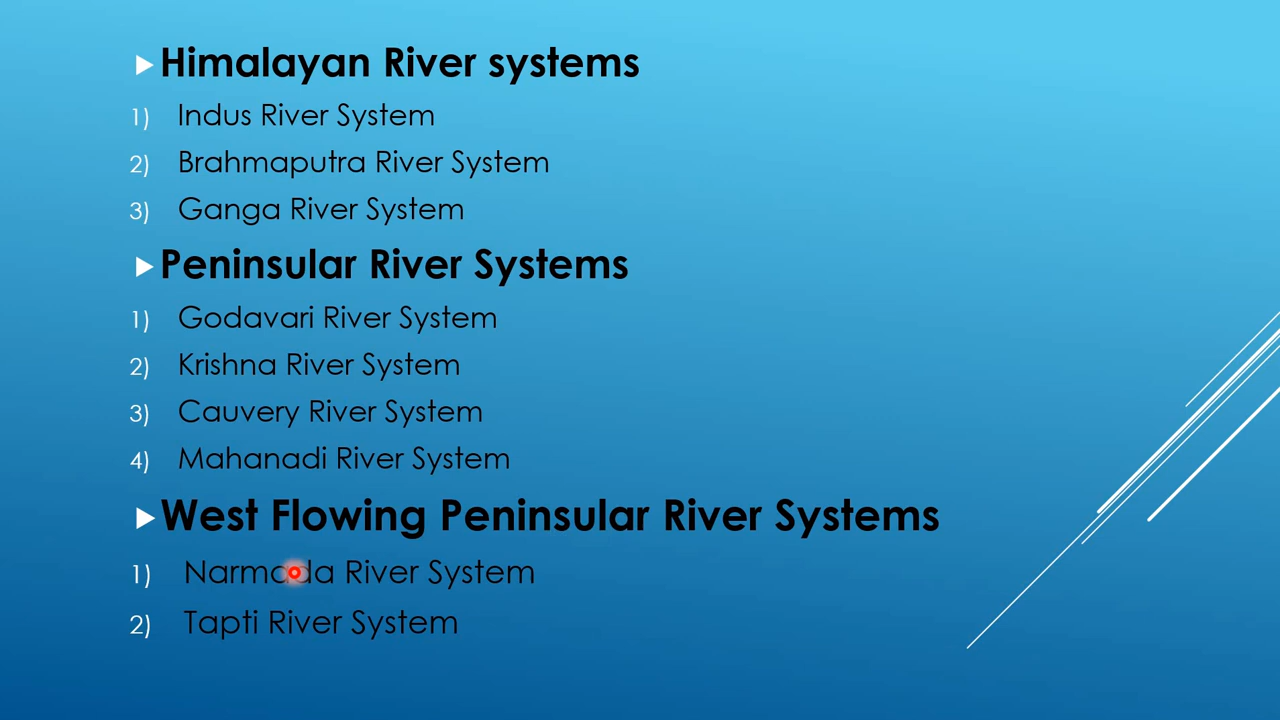 Himalayan River systems
1) Indus River System
2) Brahmaputra River System
3) Ganga River System
Peninsular River Systems
1) Godavari River System
2) Krishna River System
3) Cauvery River System
4) Mahanadi River System
West Flowing Peninsular River Systems
1) Narmada River System
2) Tapti River System